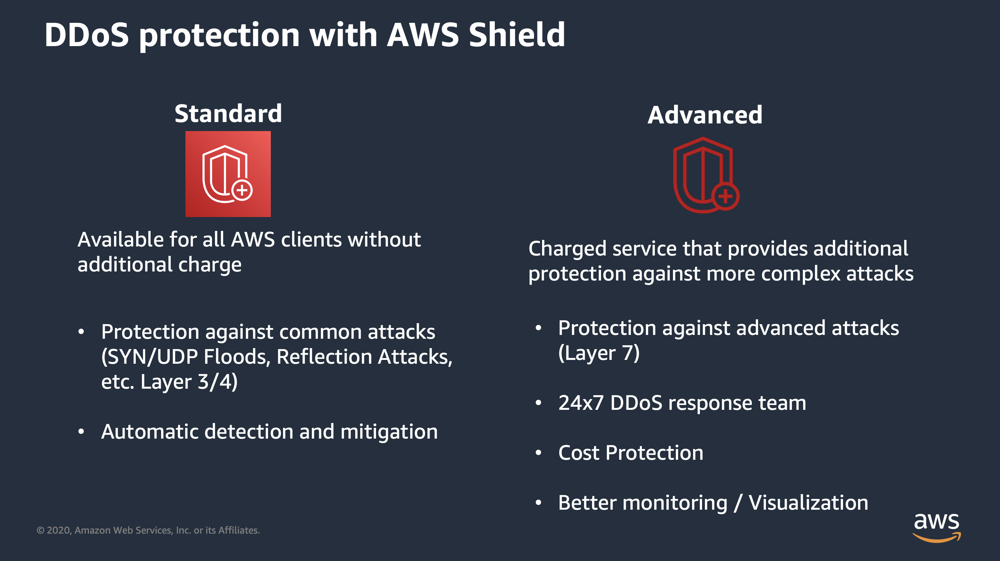 DDoS protection with AWS Shield
Standard
Available for all AWS clients without
additional charge
• Protection against common attacks
(SYN/UDP Floods, Reflection Attacks,
etc. Layer 3/4)
• Automatic detection and mitigation
Advanced
Charged service that provides additional
protection against more complex attacks
• Protection against advanced attacks
(Layer 7)
• 24x7 DDoS response team
• Cost Protection
• Better monitoring / Visualization
© 2020, Amazon Web Services, Inc. or its Affiliates.
aws